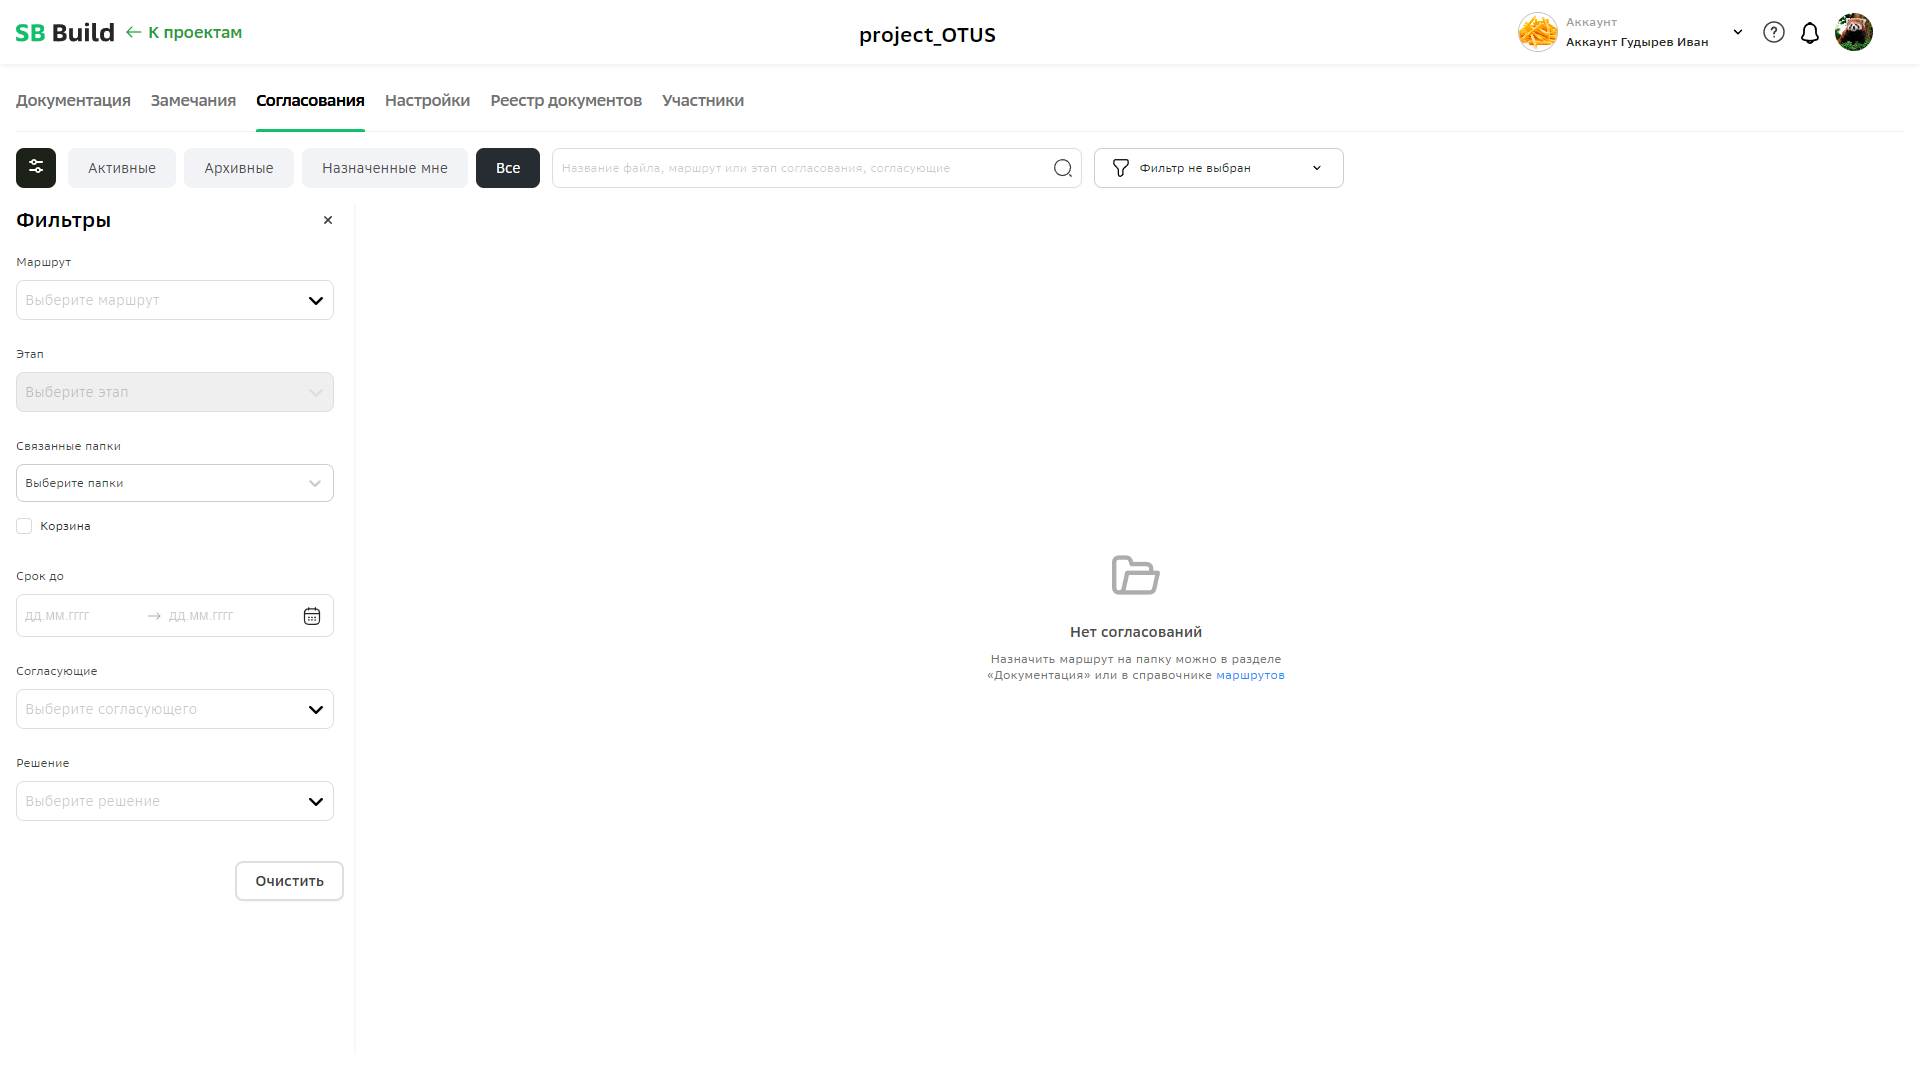 SB Build
К проектам
project_OTUS
Аккаунт
Аккаунт Гудырев Иван
Документация
Замечания
Согласования
Настройки
Реестр документов
Участники
Активные
Архивные
Назначенные мне
Все
Название файла, маршрут или этап согласования, согласующие
Фильтр не выбран
Фильтры
Маршрут
Выберите маршрут
Этап
Выберите этап
Связанные папки
Выберите папки
Корзина
Срок до
ДД.ММ.ГГГГ
ДД.ММ.ГГГГ
Согласующие
Выберите согласующего
Решение
Выберите решение
Очистить
Нет согласований
Назначить маршрут на папку можно в разделе
«Документация» или в справочнике маршрутов